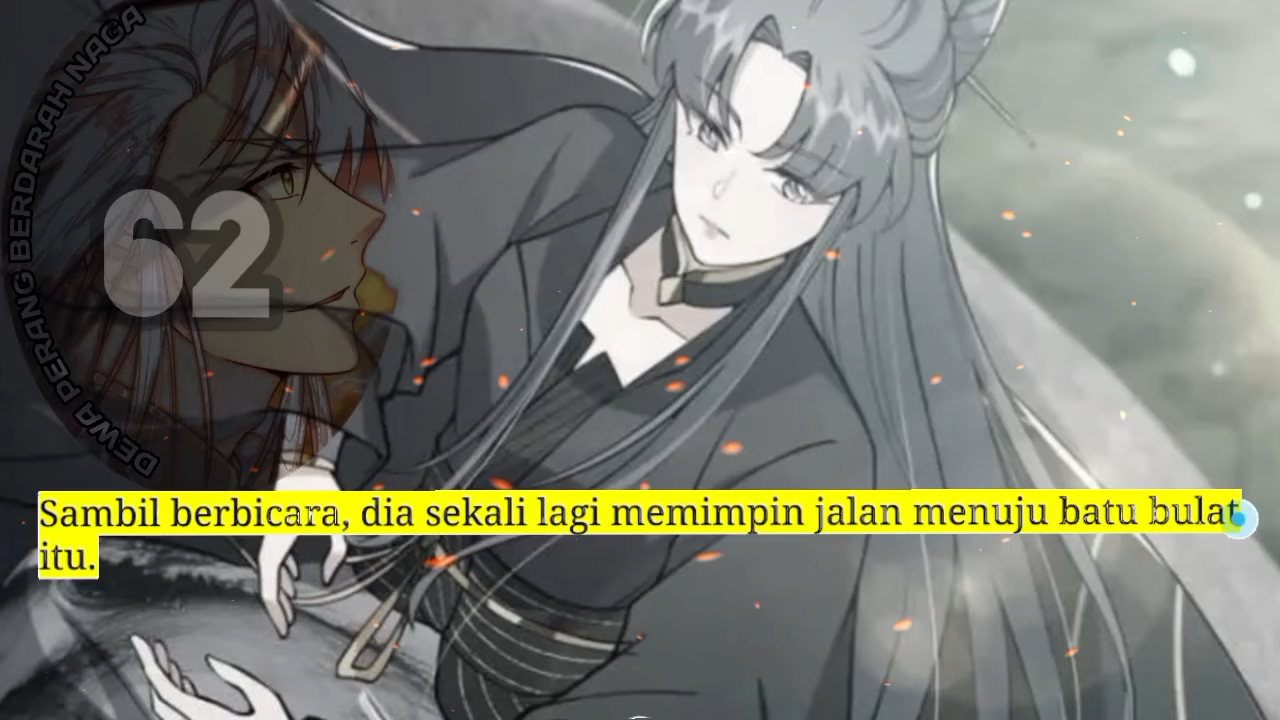 DEWA PERANG BERDARAH NAGA
62
Sambil berbicara, dia sekali lagi memimpin jalan menuju batu bulat
itu.